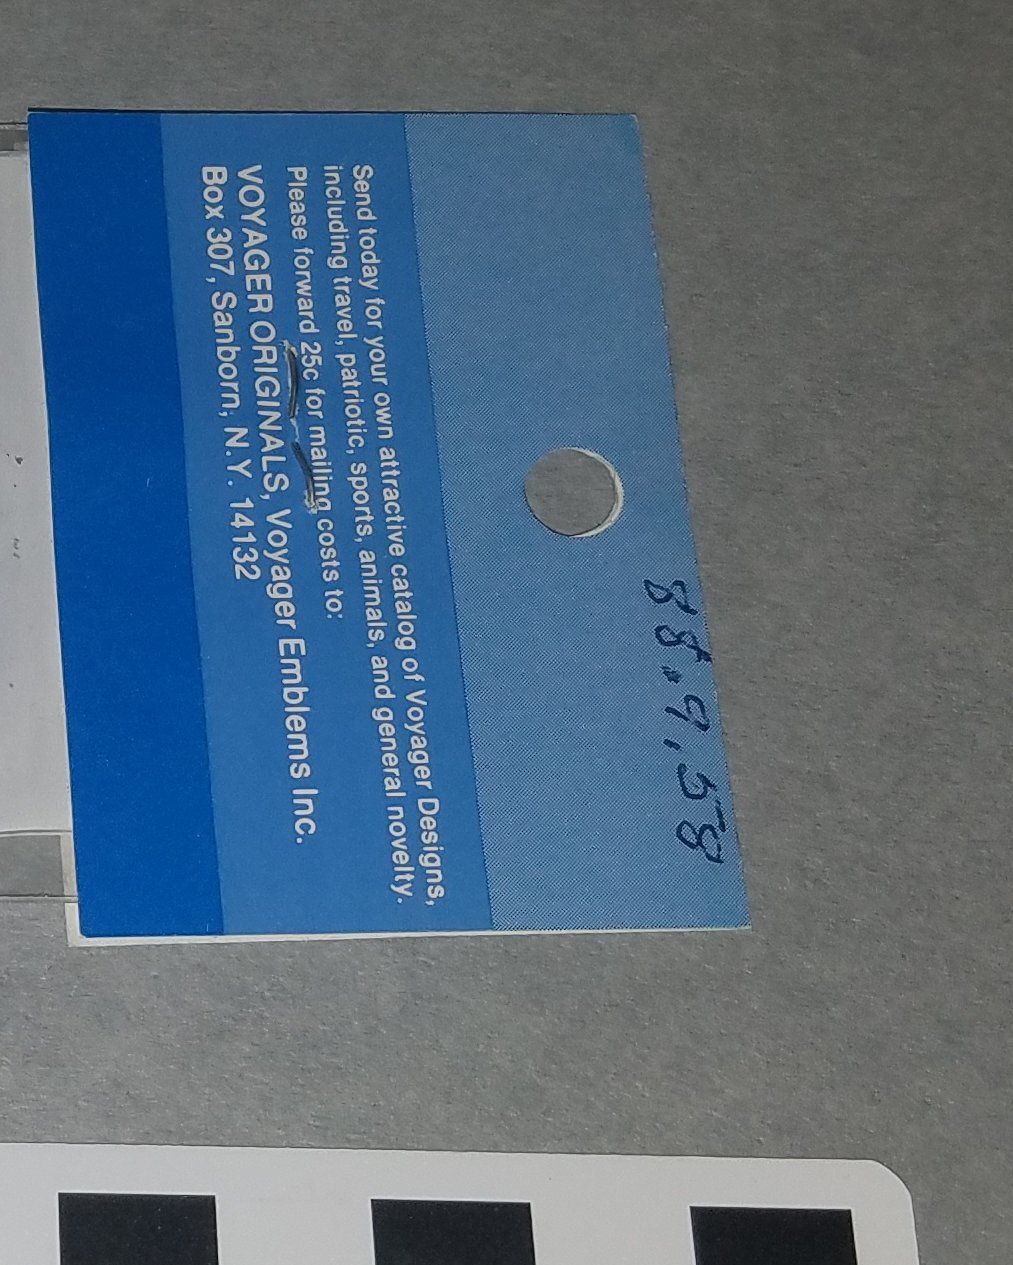 88.9.58
Send today for your own attractive catalog of Voyager Designs,
including travel, patriotic, sports, animals, and general novelty.
Please forward 25c for mailing costs to:
VOYAGER ORIGINALS, Voyager Emblems Inc.
Box 307, Sanborn, N.Y. 14132